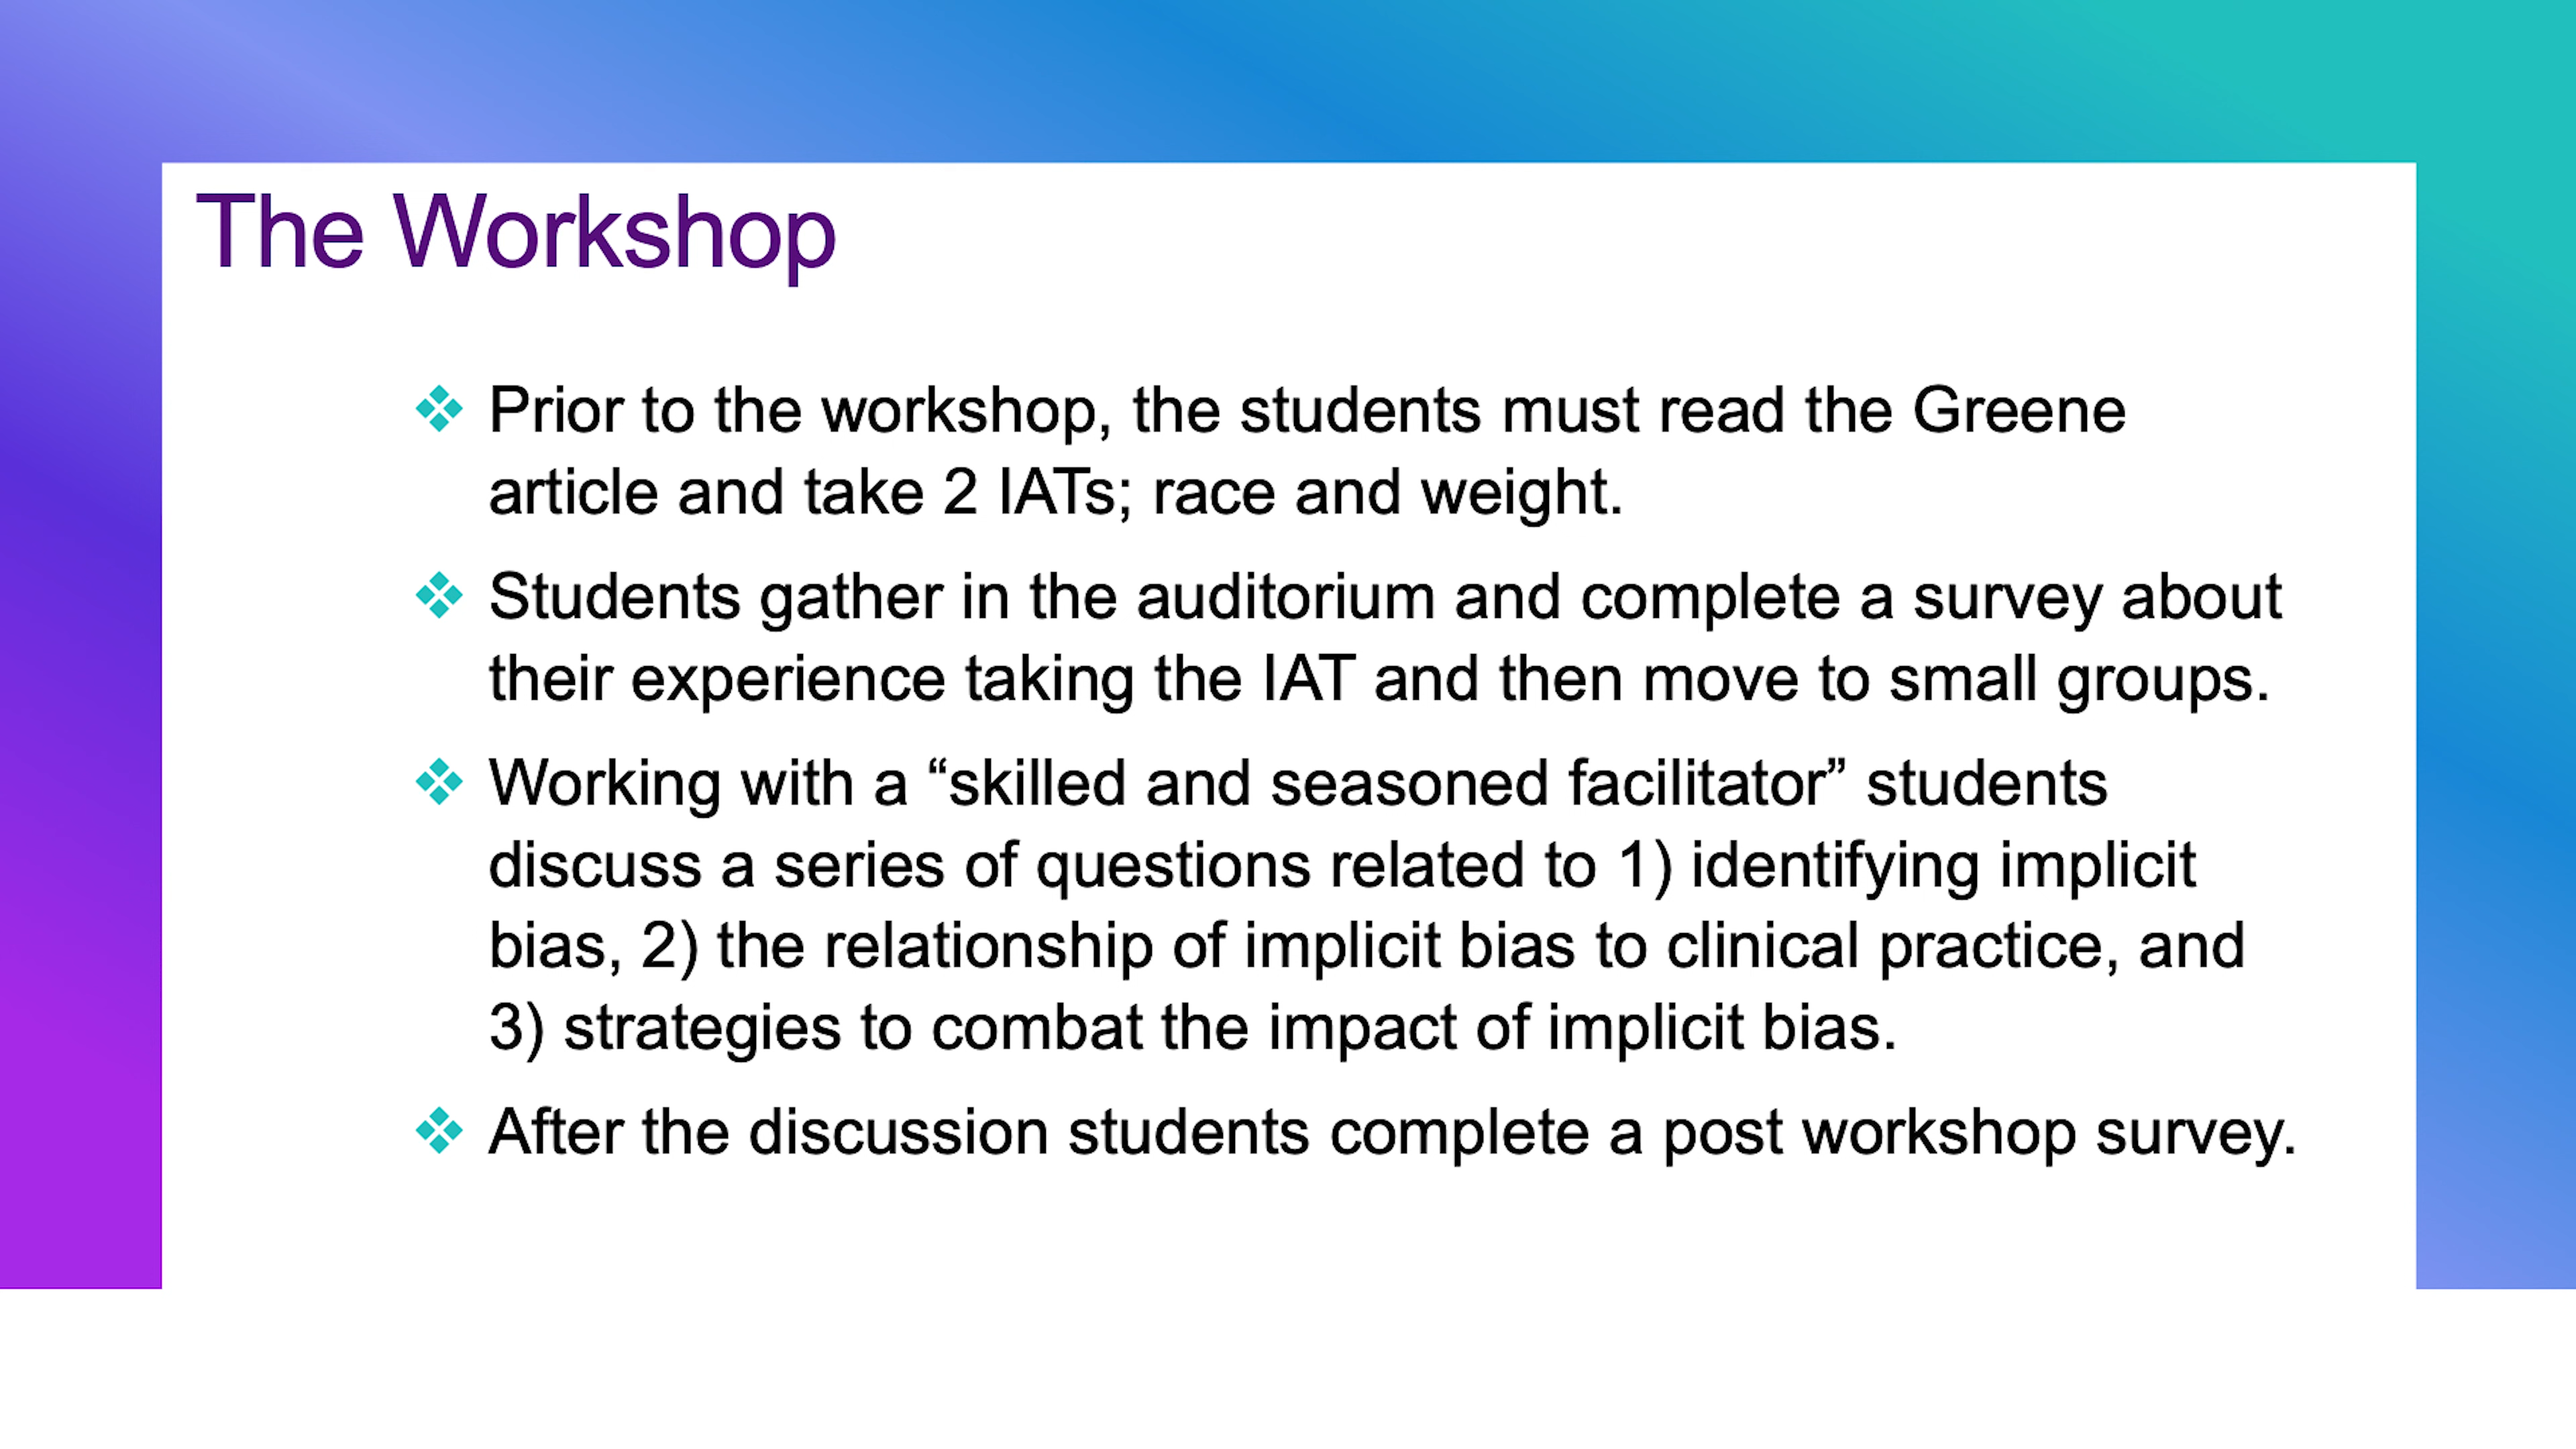 The Workshop
❖ Prior to the workshop, the students must read the Greene
article and take 2 IATs; race and weight.
❖ Students gather in the auditorium and complete a survey about
their experience taking the IAT and then move to small groups.
❖ Working with a “skilled and seasoned facilitator” students
discuss a series of questions related to 1) identifying implicit
bias, 2) the relationship of implicit bias to clinical practice, and
3) strategies to combat the impact of implicit bias.
❖ After the discussion students complete a post workshop survey.